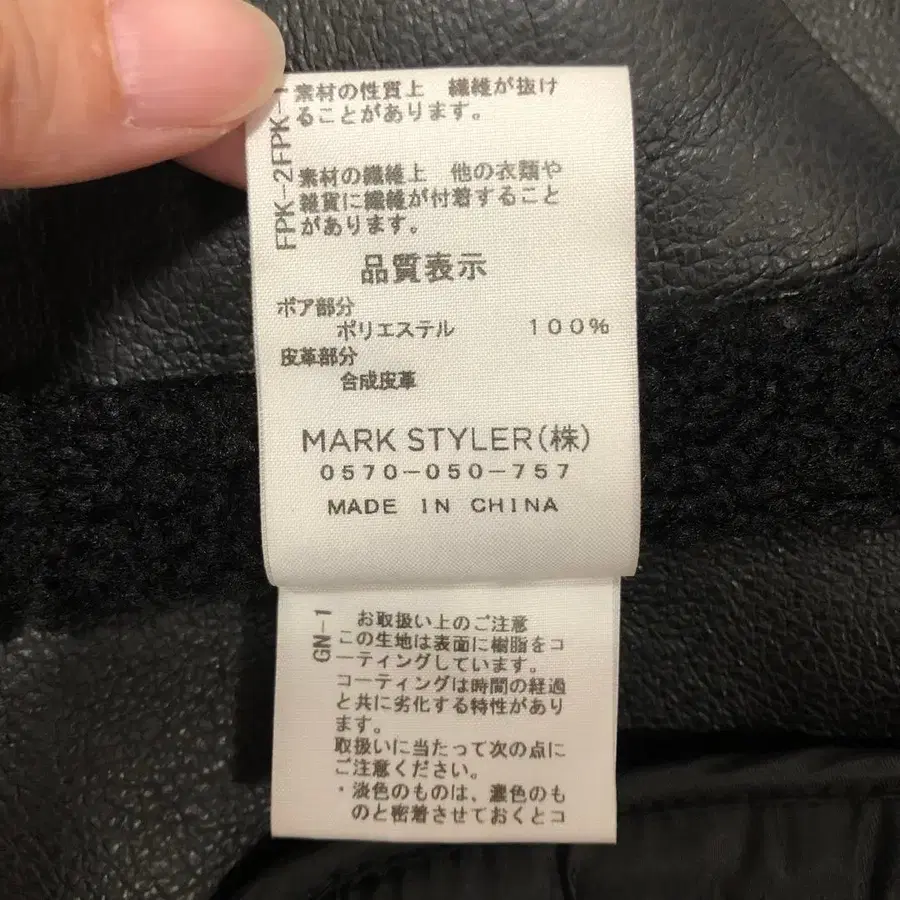 FPK-2FPK-1
素材の性質上　繊維が抜け
ることがあります。
素材の繊維上　他の衣類や
雑貨に繊維が付着すること
があります。
品質表示
ボア部分
ポリエステル　100%
皮革部分
合成皮革
MARK STYLER(株)
0570-050-757
MADE IN CHINA
GN-1
お取扱い上のご注意
この生地は表面に樹脂をコ
ーティングしています。
コーティングは時間の経過
と共に劣化する特性があり
ます。
取扱いに当たって次の点に
ご注意ください。
・淡色のものは、濃色のも
のと密着させておくとコ